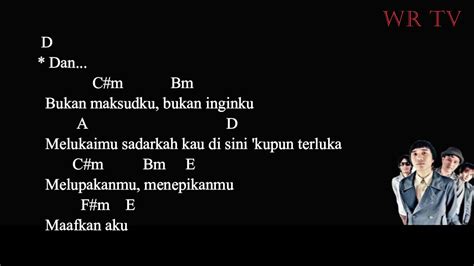 WR TV
D
* Dan...
C#m Bm
Bukan maksudku, bukan inginku
A D
Melukaimu sadarkah kau di sini 'kupun terluka
C#m Bm E
Melupakanmu, menepikanmu
F#m E
Maafkan aku